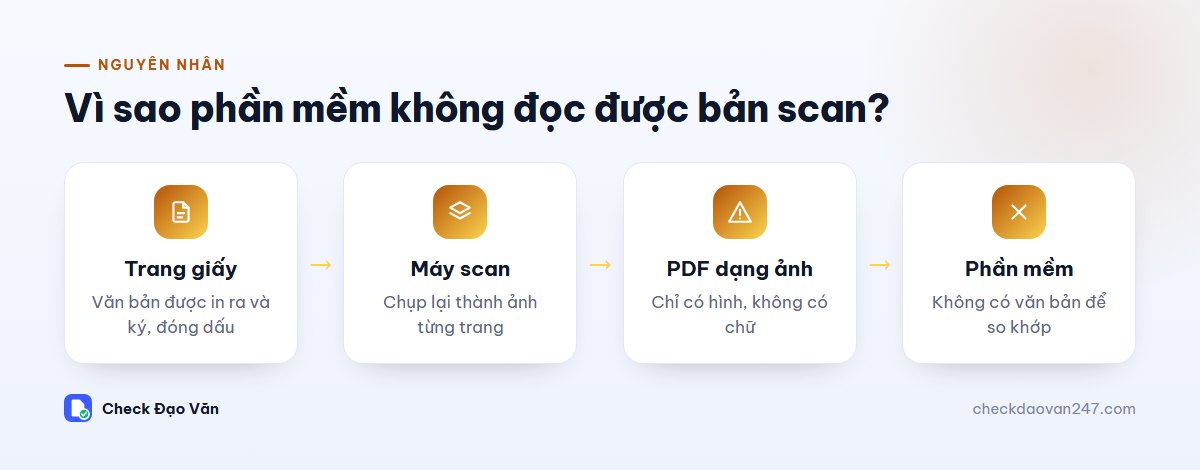 NGUYÊN NHÂN
Vì sao phần mềm không đọc được bản scan?
Trang giấy
Văn bản được in ra và
ký, đóng dấu
Máy scan
Chụp lại thành ảnh
từng trang
PDF dạng ảnh
Chỉ có hình, không có
chữ
Phần mềm
Không có văn bản để
so khớp
Check Đạo Văn
checkdaovan247.com